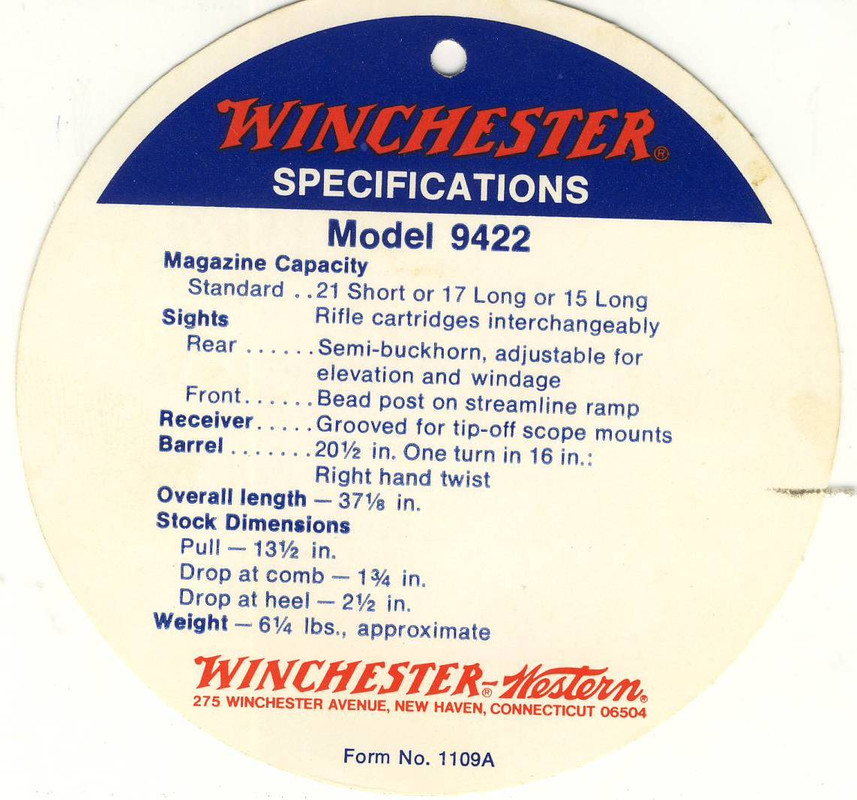 WINCHESTER®
SPECIFICATIONS
Model 9422
Magazine Capacity
Standard ..21 Short or 17 Long or 15 Long
Rifle cartridges interchangeably
Sights
Rear ......Semi-buckhorn, adjustable for
elevation and windage
Front......Bead post on streamline ramp
Receiver.....Grooved for tip-off scope mounts
Barrel .......20½ in. One turn in 16 in.:
Right hand twist
Overall length — 37⅛ in.
Stock Dimensions
Pull — 13½ in.
Drop at comb — 1¾ in.
Drop at heel — 2½ in.
Weight — 6¼ lbs., approximate
WINCHESTER®-Western®
275 WINCHESTER AVENUE, NEW HAVEN, CONNECTICUT 06504
Form No. 1109A